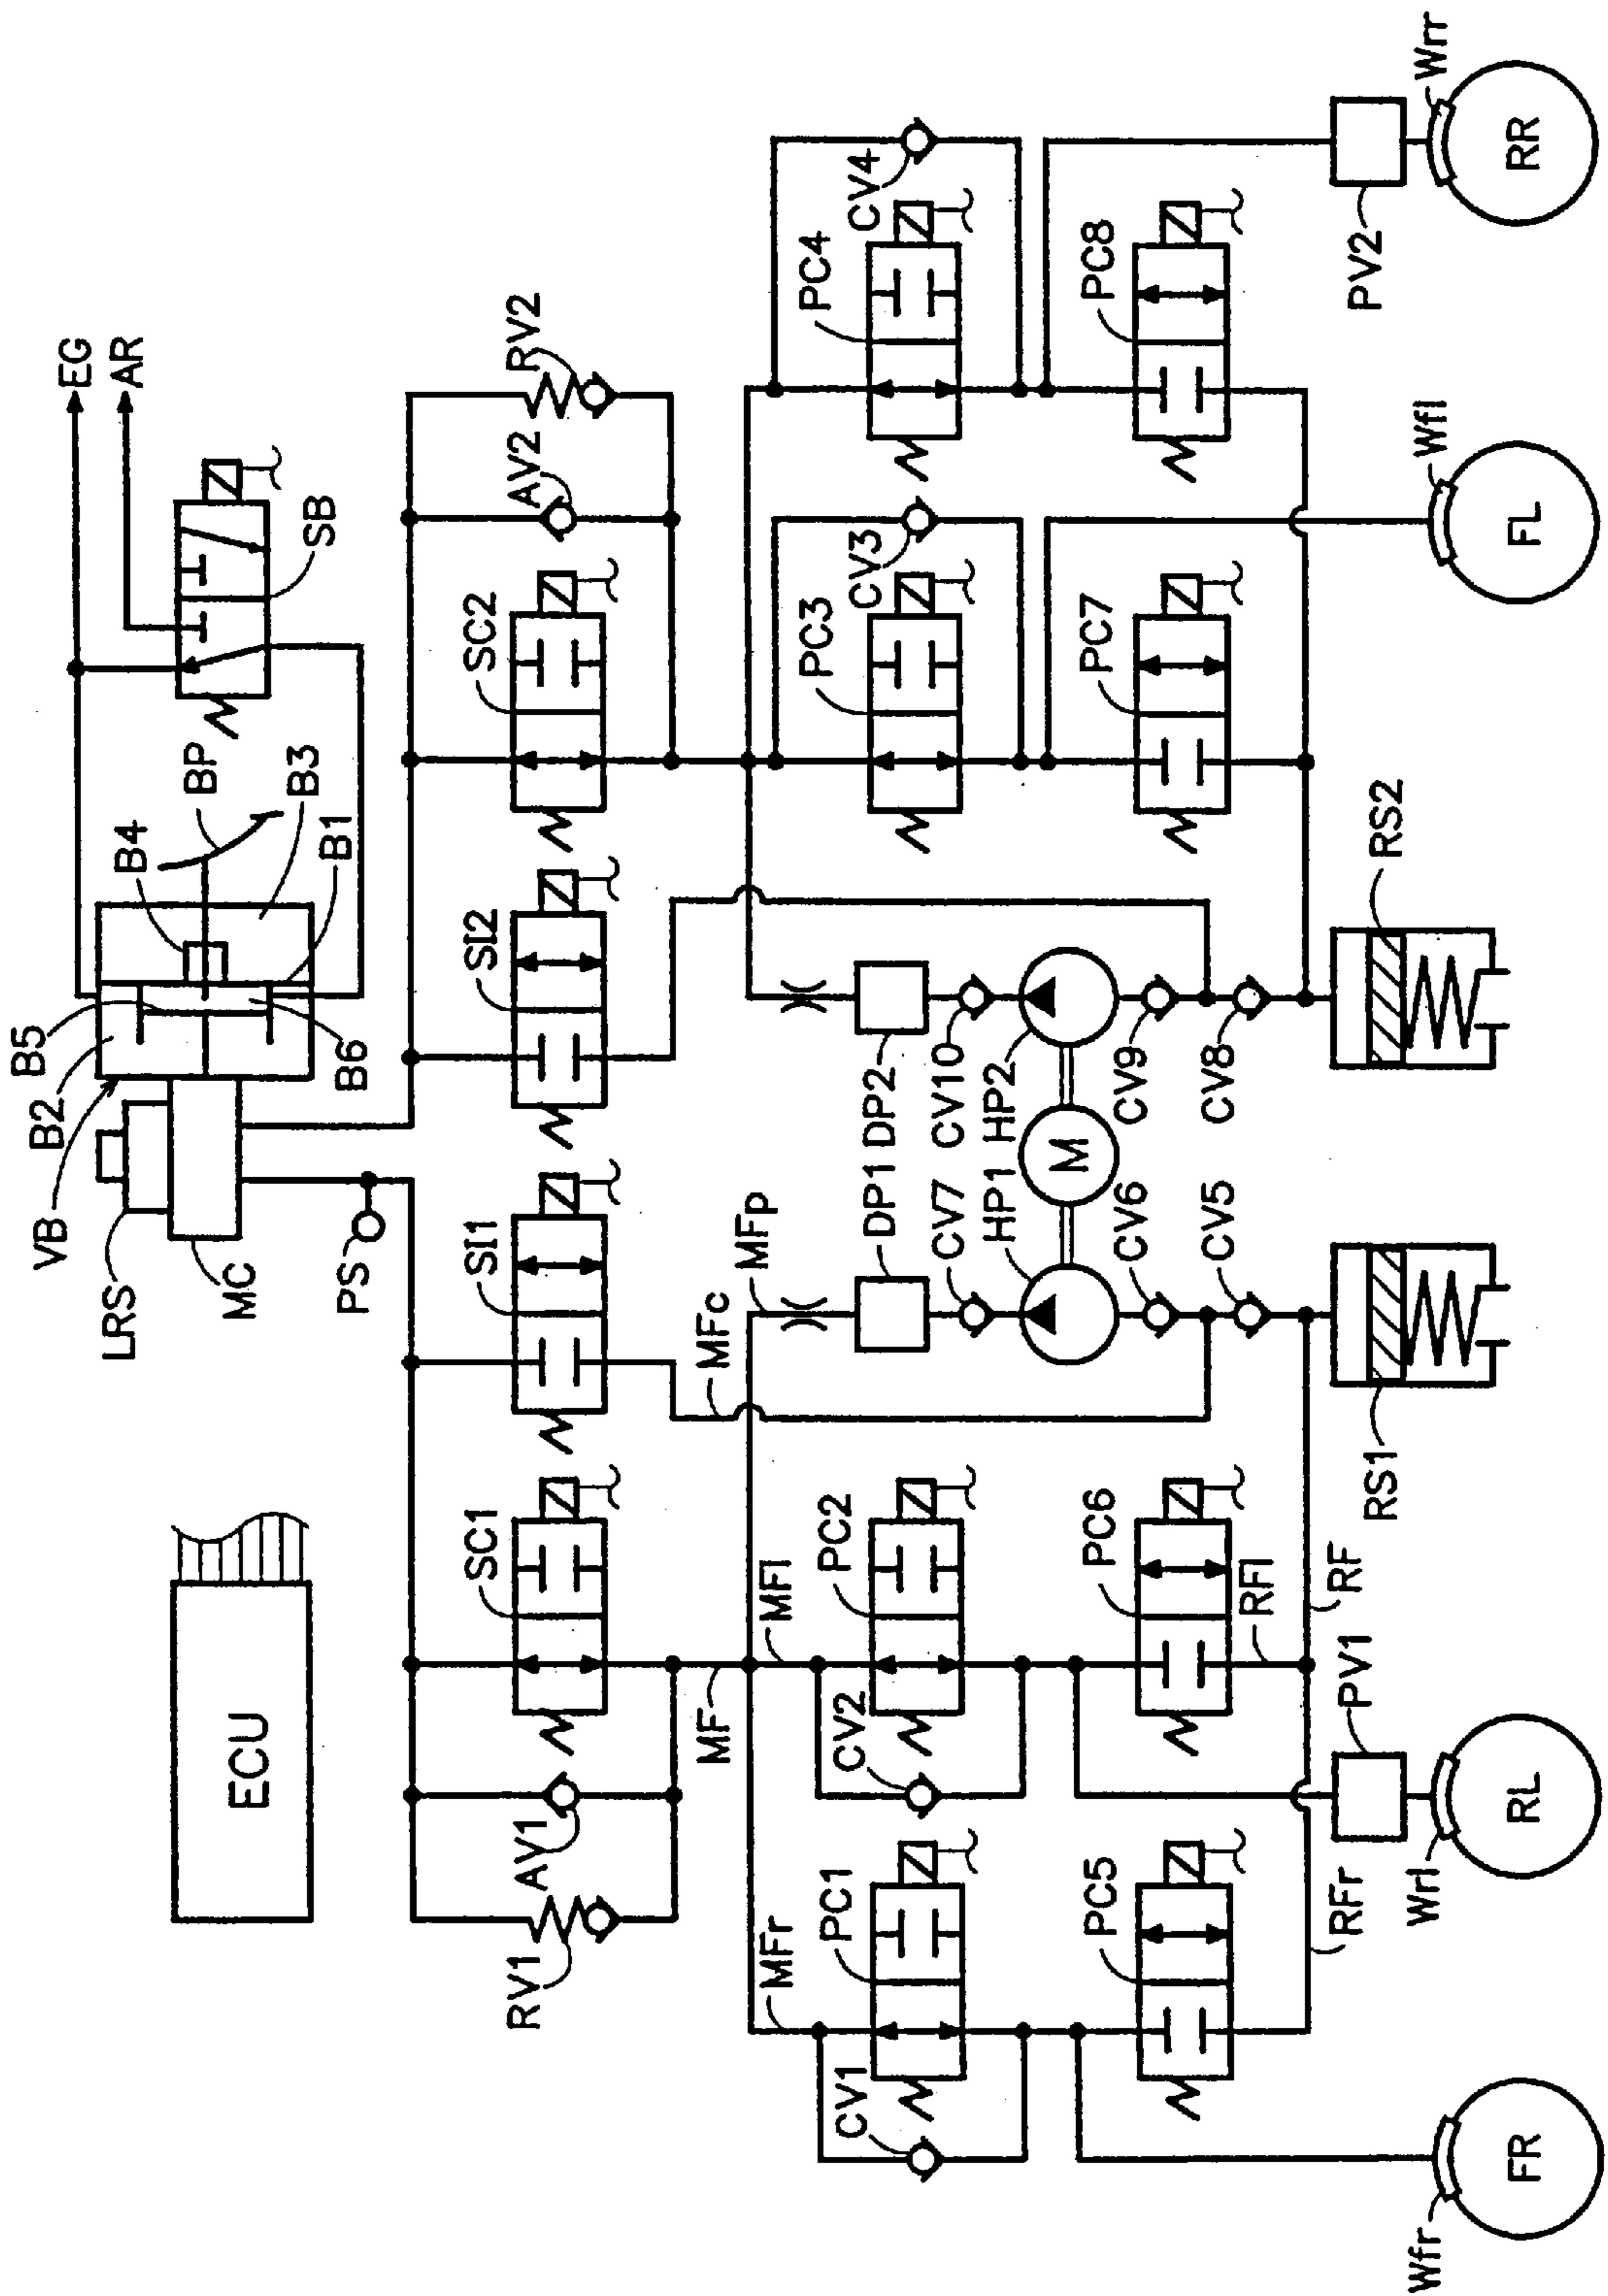 EG
AR
RR
Wrr
PV2
CV4
PC4
PC8
RV2
AV2
SB
SC2
CV3
PC3
PC7
FL
Wfl
BP
B3
B4
B1
B5
B2
B6
VB
LRS
MC
PS
SI2
SI1
RS2
DP2
CV10
HP2
CV9
CV8
M
DP1
CV7
HP1
CV6
CV5
MFp
MFc
RS1
SC1
PC2
PC6
MFl
RFl
RF
MF
CV2
PV1
ECU
AV1
RV1
RL
Wrl
RFr
MFr
PC1
PC5
CV1
FR
Wfr